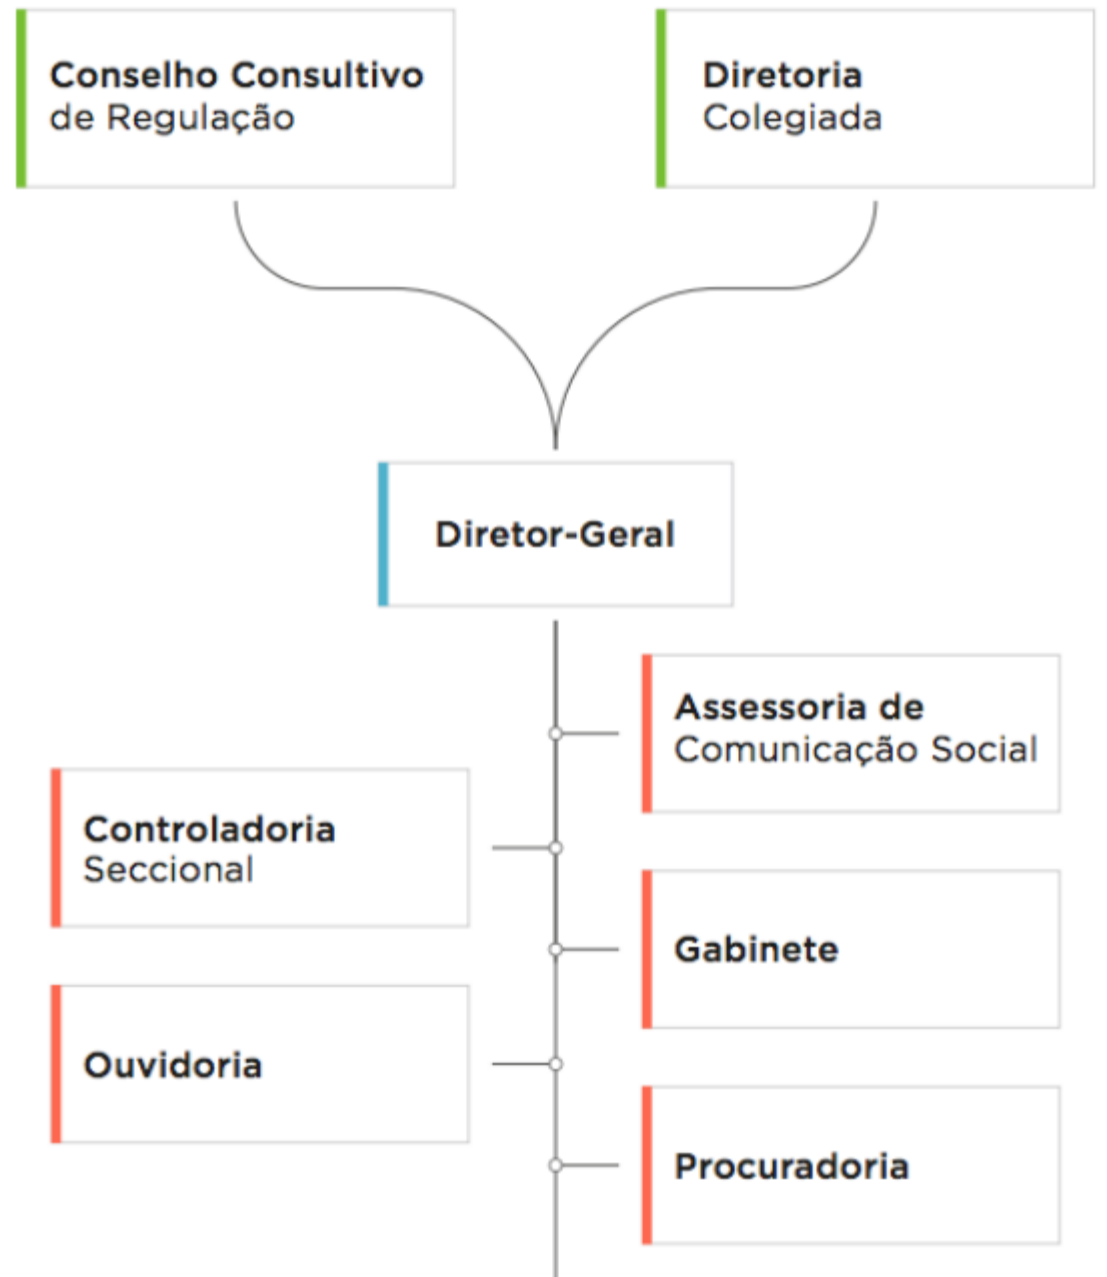 Conselho Consultivo
de Regulação
Diretoria
Colegiada
Diretor-Geral
Assessoria de
Comunicação Social
Controladoria
Seccional
Gabinete
Ouvidoria
Procuradoria